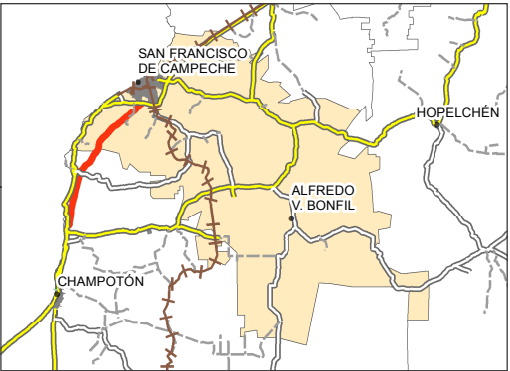 SAN FRANCISCO
DE CAMPECHE
HOPELCHÉN
ALFREDO
V. BONFIL
CHAMPOTÓN